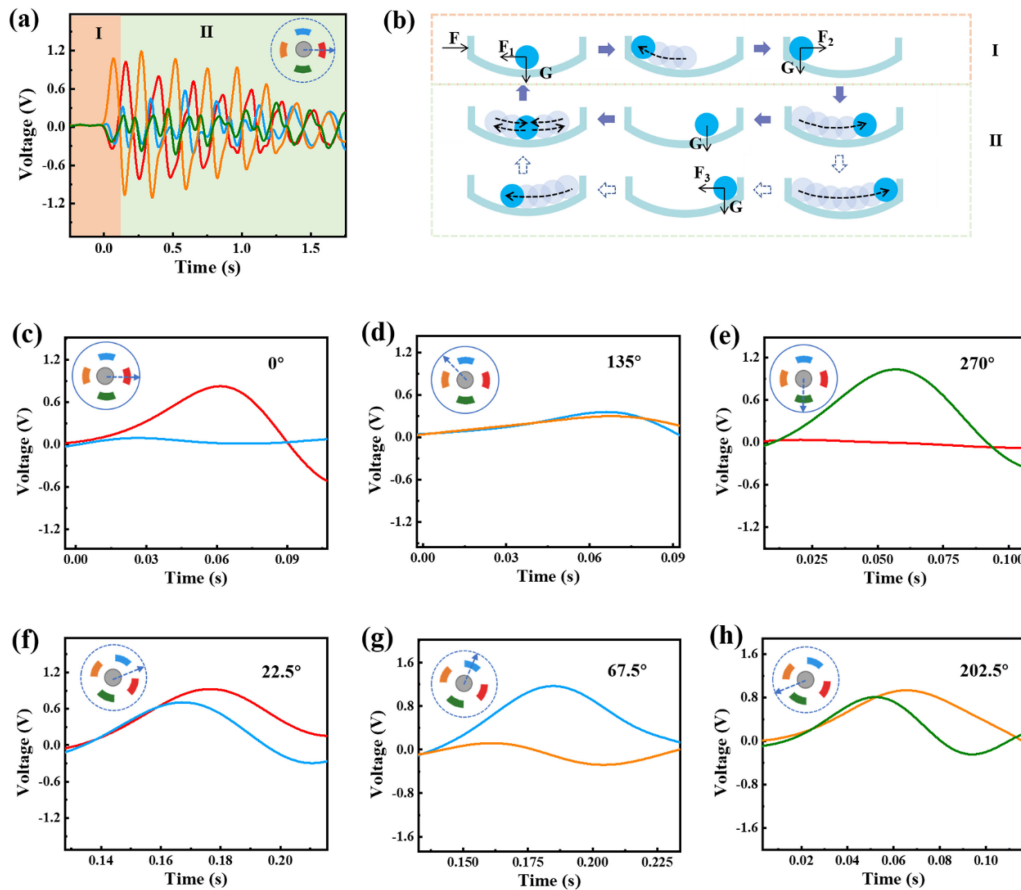 (a)
I
II
1.2
0.6
0.0
-0.6
-1.2
Voltage (V)
0.0 0.5 1.0 1.5
Time (s)
(b)
F F₁ G F₂ G I
G II
F₃ G
(c)
0°
1.2
0.6
0.0
-0.6
-1.2
Voltage (V)
0.00 0.03 0.06 0.09
Time (s)
(d)
135°
1.2
0.6
0.0
-0.6
-1.2
Voltage (V)
0.00 0.03 0.06 0.09
Time (s)
(e)
270°
1.2
0.6
0.0
-0.6
-1.2
Voltage (V)
0.025 0.050 0.075 0.100
Time (s)
(f)
22.5°
1.2
0.6
0.0
-0.6
-1.2
Voltage (V)
0.14 0.16 0.18 0.20
Time (s)
(g)
67.5°
1.6
0.8
0.0
-0.8
-1.6
Voltage (V)
0.150 0.175 0.200 0.225
Time (s)
(h)
202.5°
1.6
0.8
0.0
-0.8
-1.6
Voltage (V)
0.02 0.04 0.06 0.08 0.10
Time (s)